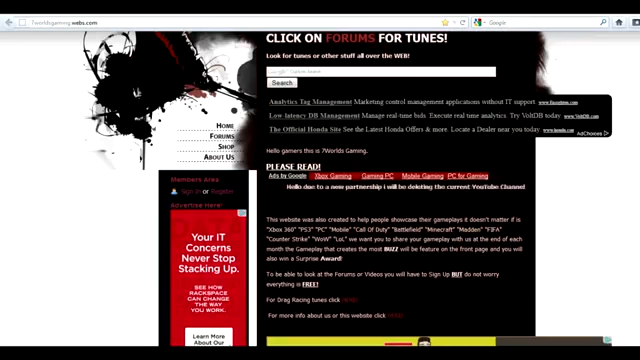 7worldsgaming.webs.com
Google
CLICK ON FORUMS FOR TUNES!
Look for tunes or other stuff all over the WEB!
Search
Analytics Tag Management Marketing control management applications without IT support.
Low-latency DB Management Manage real-time bids. Execute real time analytics. Try VoltDB today www.VoltDB.com
The Official Honda Site See the Latest Honda Offers & more. Locate a Dealer near you today www.honda.com
AdChoices
HOME
FORUMS
SHOP
ABOUT US
Hello gamers this is 7Worlds Gaming.
PLEASE READ!
Ads by Google Xbox Gaming Gaming PC Mobile Gaming PC for Gaming
Hello due to a new partnership i will be deleting the current YouTube Channel
Members Area
Sign In or Register
Advertise Here!
Your IT Concerns Never Stop Stacking Up.
SEE HOW
RACKSPACE
CAN CHANGE
THE WAY
YOU WORK.
Learn More
About Our
This website was also created to help people showcase their gameplays it doesn't matter if is
"Xbox 360" "PS3" "PC" "Mobile" "Call Of Duty" "Battlefield" "Minecraft" "Madden" "FIFA"
"Counter Strike" "WoW" "LoL" we want you to share your gameplay with us at the end of each
month the Gameplay that creates the most BUZZ will be feature on the front page and you will
also win a Surprise Award!
To be able to look at the Forums or Videos you will have to Sign Up BUT do not worry
everything is FREE!
For Drag Racing tunes click HERE!
For more info about us or this website click HERE!